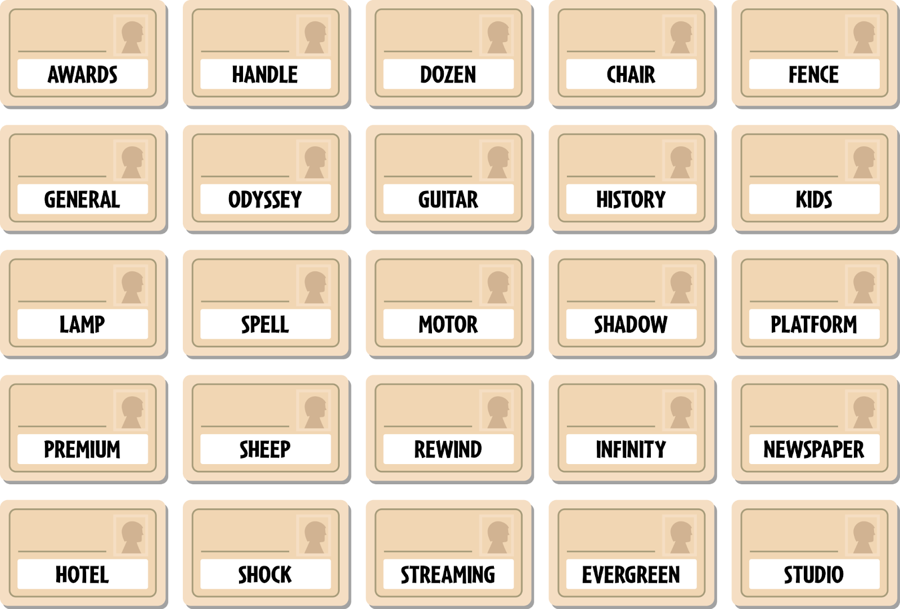 AWARDS
HANDLE
DOZEN
CHAIR
FENCE
GENERAL
ODYSSEY
GUITAR
HISTORY
KIDS
LAMP
SPELL
MOTOR
SHADOW
PLATFORM
PREMIUM
SHEEP
REWIND
INFINITY
NEWSPAPER
HOTEL
SHOCK
STREAMING
EVERGREEN
STUDIO